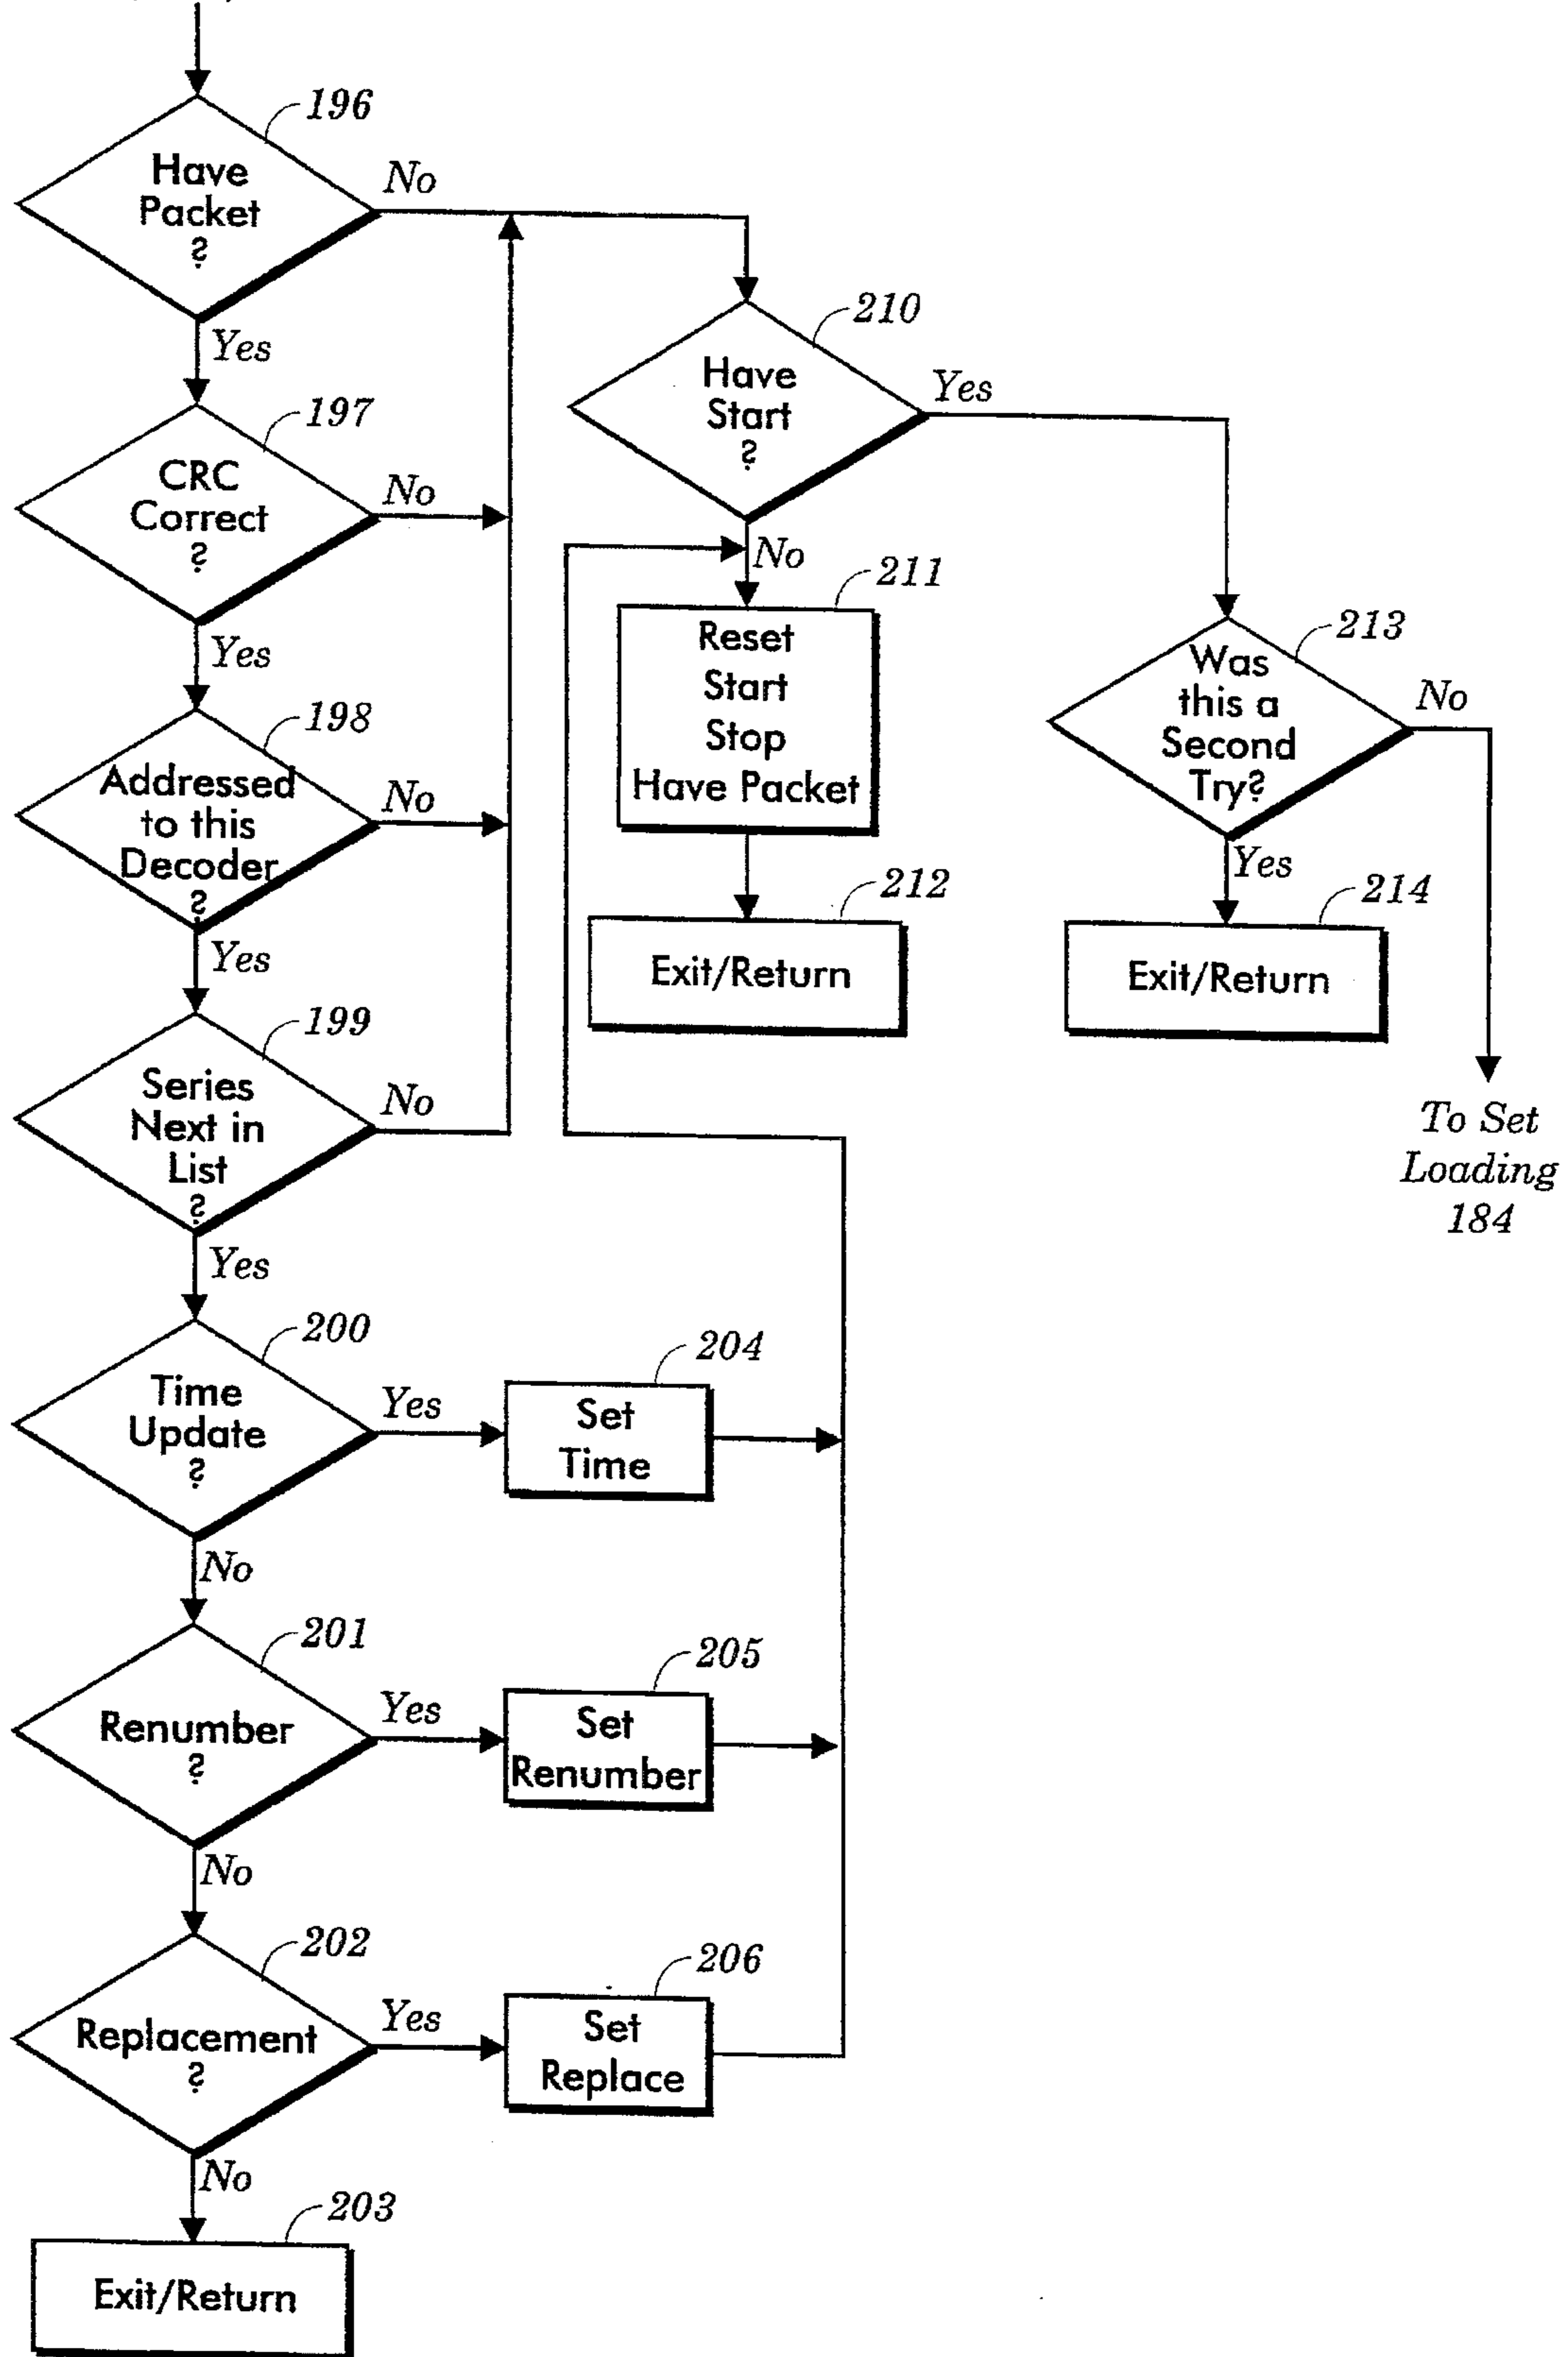 196
Have
Packet
?
No
Yes
197
CRC
Correct
?
No
Yes
198
Addressed
to this
Decoder
?
No
Yes
199
Series
Next in
List
?
No
Yes
200
Time
Update
?
Yes
204
Set
Time
No
201
Renumber
?
Yes
205
Set
Renumber
No
202
Replacement
?
Yes
206
Set
Replace
No
203
Exit/Return
210
Have
Start
?
Yes
No
211
Reset
Start
Stop
Have Packet
212
Exit/Return
213
Was
this a
Second
Try?
No
Yes
214
Exit/Return
To Set
Loading
184